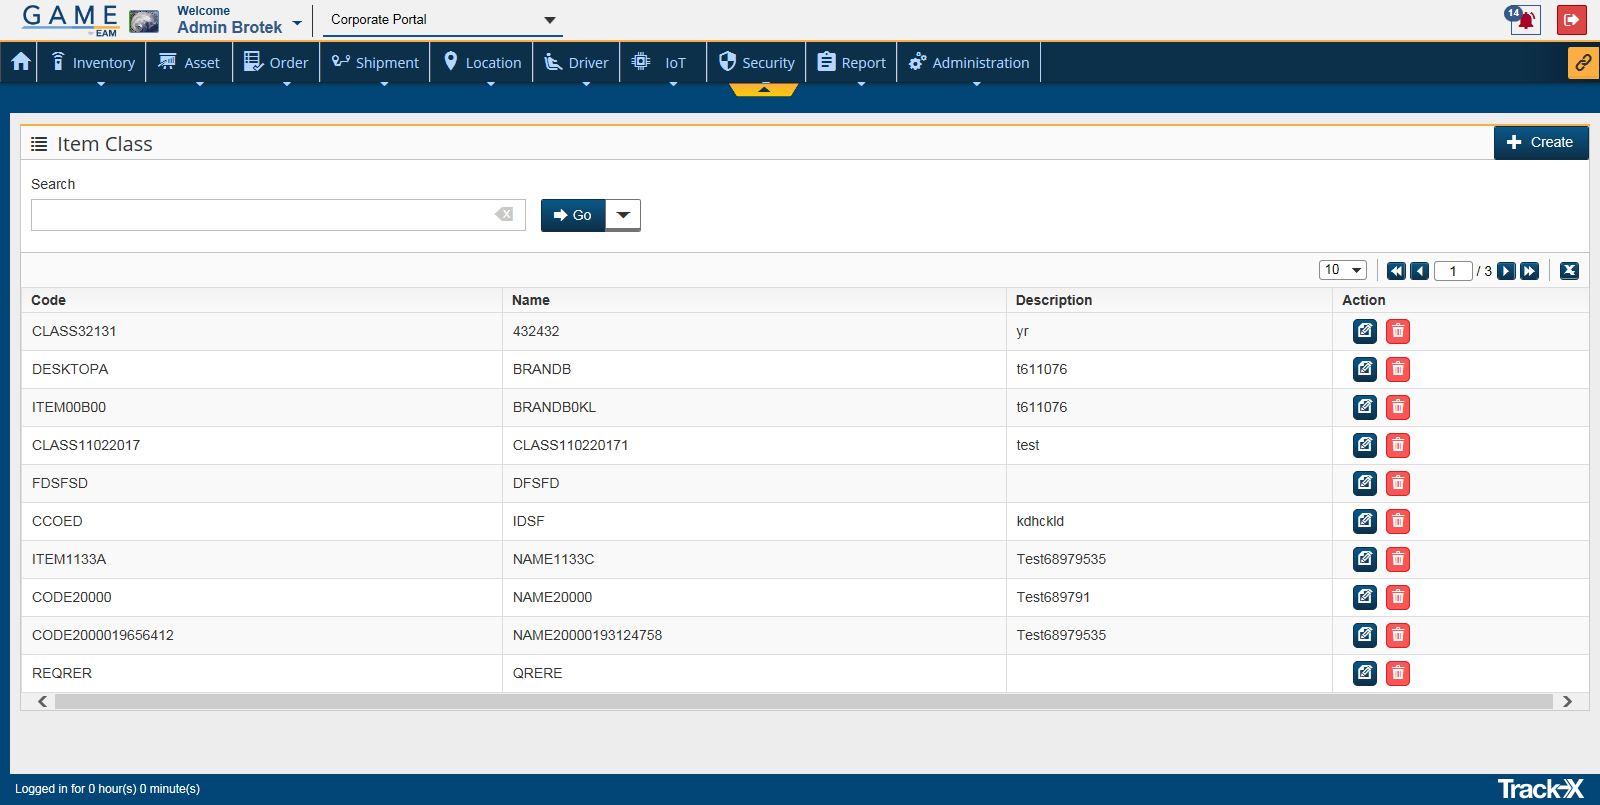 GAME
by EAM
Welcome
Admin Brotek
Corporate Portal
14
Inventory
Asset
Order
Shipment
Location
Driver
IoT
Security
Report
Administration
Item Class
Create
Search
Go
10
1 / 3
Code Name Description Action
CLASS32131 432432 yr
DESKTOPA BRANDB t611076
ITEM00B00 BRANDB0KL t611076
CLASS11022017 CLASS110220171 test
FDSFSD DFSFD
CCOED IDSF kdhckld
ITEM1133A NAME1133C Test68979535
CODE20000 NAME20000 Test689791
CODE2000019656412 NAME20000193124758 Test68979535
REQRER QRERE
Logged in for 0 hour(s) 0 minute(s)
Track-X